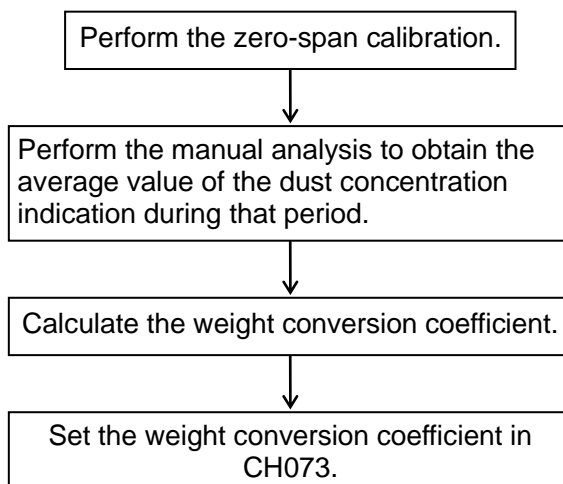 Perform the zero-span calibration.
Perform the manual analysis to obtain the
average value of the dust concentration
indication during that period.
Calculate the weight conversion coefficient.
Set the weight conversion coefficient in
CH073.